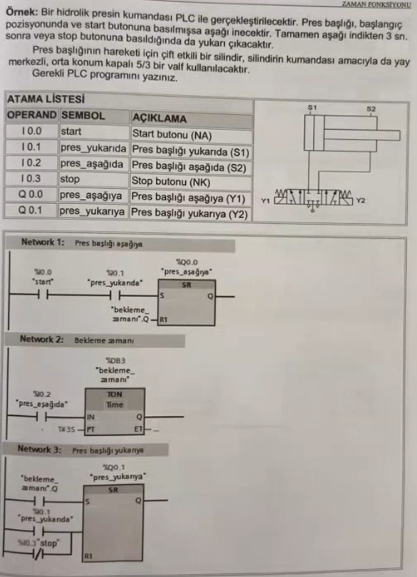 ZAMAN FONKSİYONU
Örnek: Bir hidrolik presin kumandası PLC ile gerçekleştirilecektir. Pres başlığı, başlangıç
pozisyonunda ve start butonuna basılmışsa aşağı inecektir. Tamamen aşağı indikten 3 sn.
sonra veya stop butonuna basıldığında da yukarı çıkacaktır.
Pres başlığının hareketi için çift etkili bir silindir, silindirin kumandası amacıyla da yay
merkezli, orta konum kapalı 5/3 bir valf kullanılacaktır.
Gerekli PLC programını yazınız.
ATAMA LİSTESİ
OPERAND SEMBOL AÇIKLAMA
I 0.0 start Start butonu (NA)
I 0.1 pres_yukarıda Pres başlığı yukarıda (S1)
I 0.2 pres_aşağıda Pres başlığı aşağıda (S2)
I 0.3 stop Stop butonu (NK)
Q 0.0 pres_aşağıya Pres başlığı aşağıya (Y1)
Q 0.1 pres_yukarıya Pres başlığı yukarıya (Y2)
S1 S2
Y1 Y2
Network 1: Pres başlığı aşağıya
%Q0.0
%I0.0 %I0.1 "pres_aşağıya"
"start" "pres_yukarıda" SR
S Q
"bekleme_
zamanı".Q R1
Network 2: Bekleme zamanı
%DB3
"bekleme_
zamanı"
%I0.2 TON
"pres_aşağıda" Time
IN Q
T#3S PT ET ...
Network 3: Pres başlığı yukarıya
%Q0.1
"bekleme_ "pres_yukarıya"
zamanı".Q SR
S Q
%I0.1
"pres_yukarıda"
%I0.3 "stop"
R1